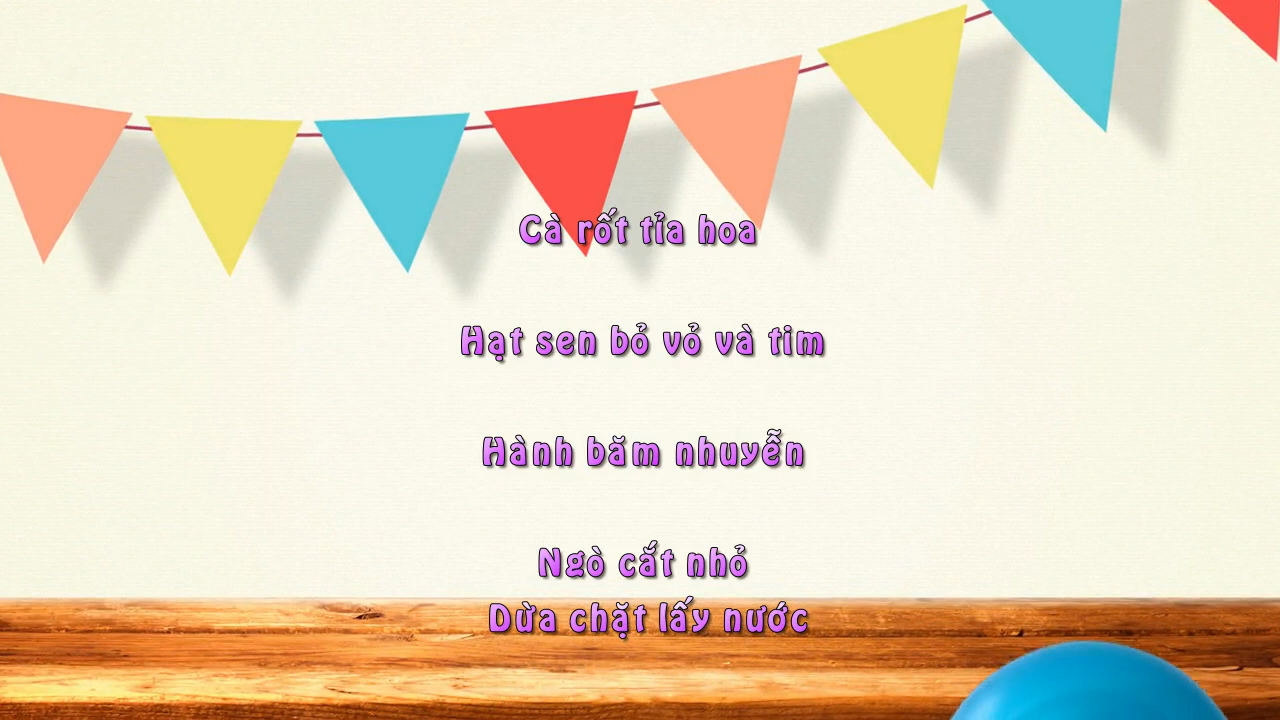 Cà rốt tỉa hoa
Hạt sen bỏ vỏ và tim
Hành băm nhuyễn
Ngò cắt nhỏ
Dừa chặt lấy nước